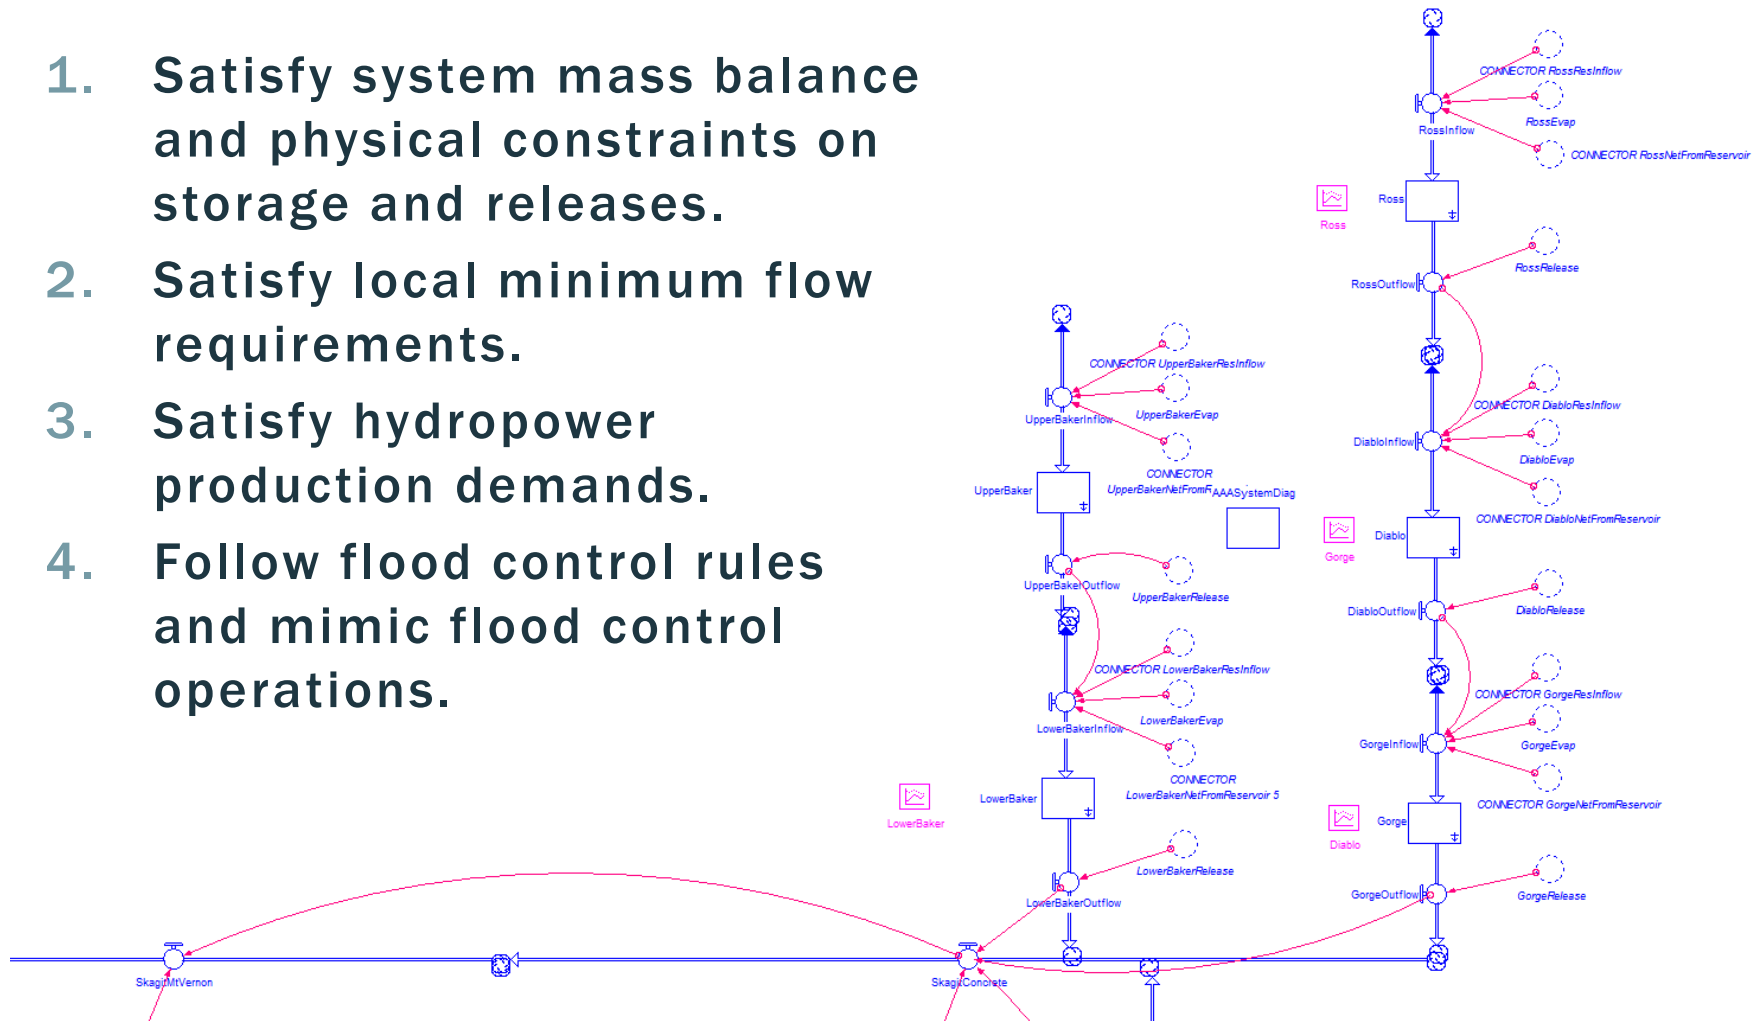 1. Satisfy system mass balance
and physical constraints on
storage and releases.
2. Satisfy local minimum flow
requirements.
3. Satisfy hydropower
production demands.
4. Follow flood control rules
and mimic flood control
operations.
CONNECTOR RossResInflow
RossEvap
RossInflow
CONNECTOR RossNetFromReservoir
Ross
Ross
RossRelease
RossOutflow
CONNECTOR DiabloResInflow
DiabloInflow
DiabloEvap
CONNECTOR DiabloNetFromReservoir
Diablo
Gorge
DiabloOutflow
DiabloRelease
CONNECTOR GorgeResInflow
GorgeInflow
GorgeEvap
CONNECTOR GorgeNetFromReservoir
Gorge
Diablo
GorgeOutflow
GorgeRelease
CONNECTOR UpperBakerResInflow
UpperBakerEvap
UpperBakerInflow
CONNECTOR
UpperBakerNetFromR
AAASystemDiag
UpperBaker
UpperBakerOutflow
UpperBakerRelease
CONNECTOR LowerBakerResInflow
LowerBakerEvap
LowerBakerInflow
CONNECTOR
LowerBakerNetFromReservoir 5
LowerBaker
LowerBaker
LowerBakerRelease
LowerBakerOutflow
SkagitMtVernon
SkagitConcrete